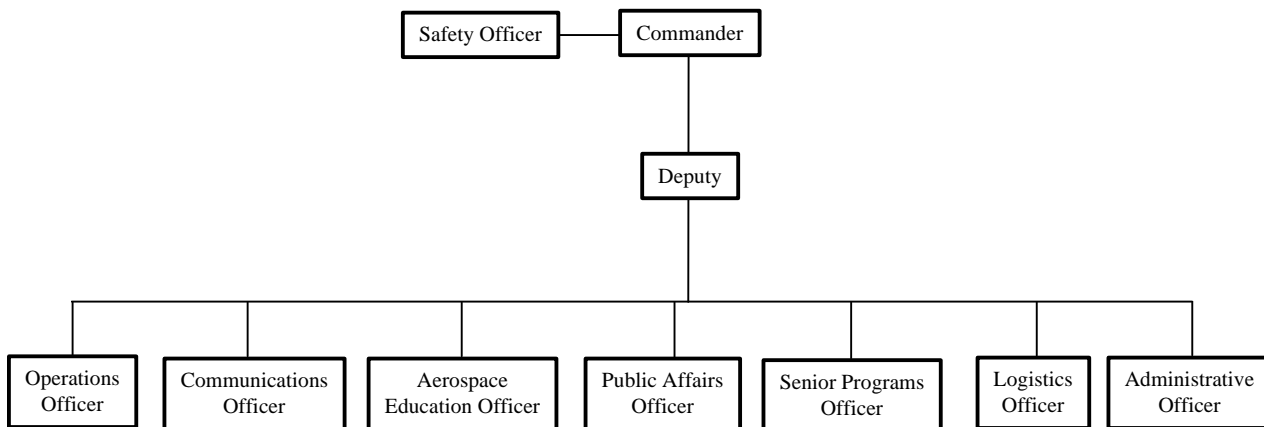 Safety Officer
Commander
Deputy
Operations
Officer
Communications
Officer
Aerospace
Education Officer
Public Affairs
Officer
Senior Programs
Officer
Logistics
Officer
Administrative
Officer